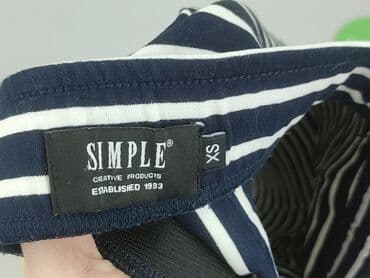 SIMPLE®
CREATIVE PRODUCTS
ESTABLISHED 1993
XS